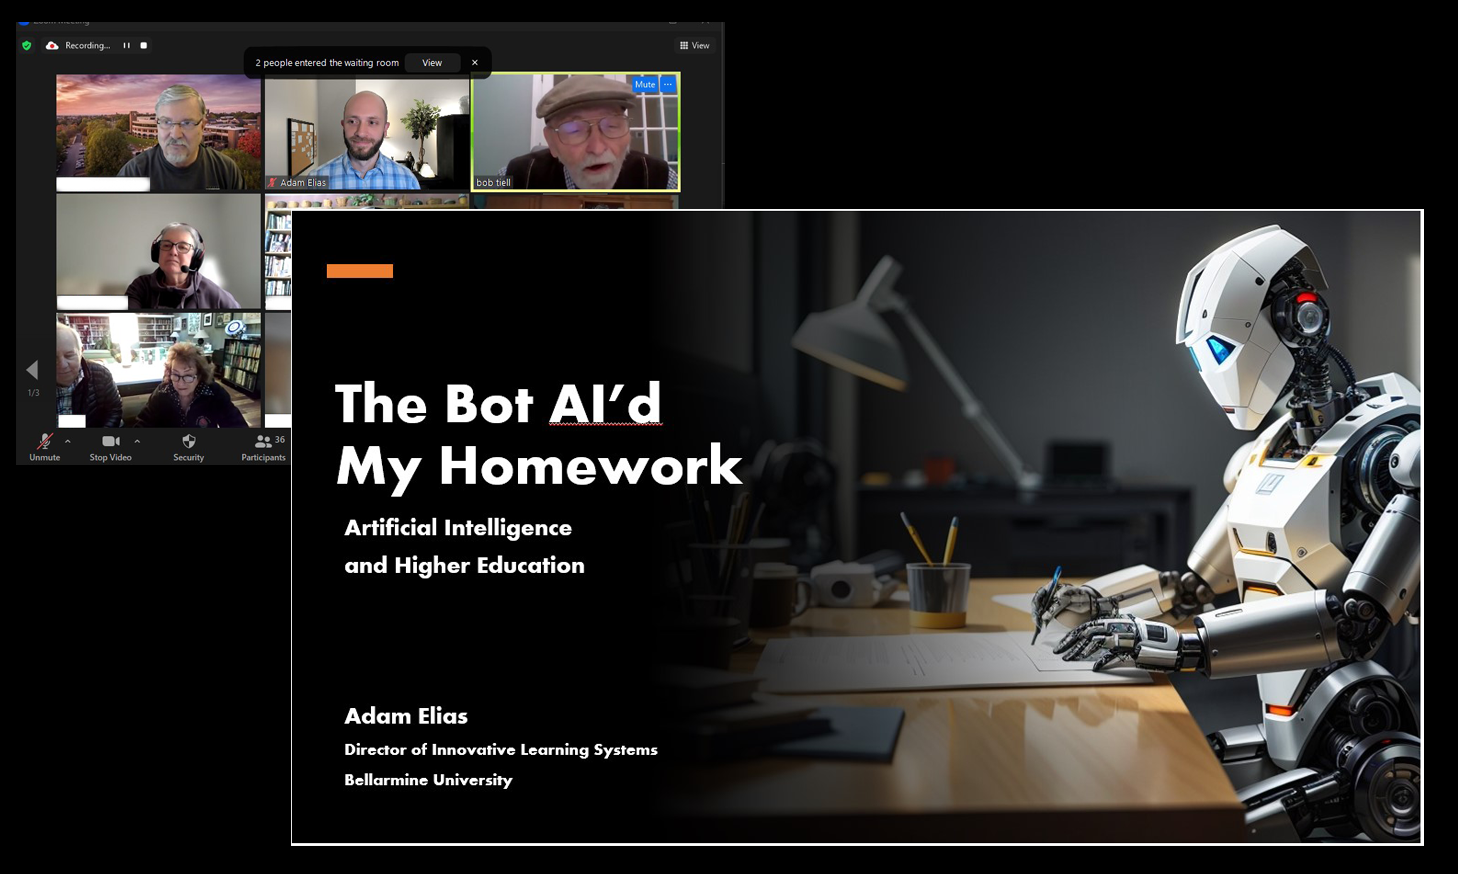 Zoom Meeting
Recording...
View
2 people entered the waiting room
View
Mute
Adam Elias
bob tiell
1/3
Unmute
Stop Video
Security
36
Participants
The Bot AI’d
My Homework
Artificial Intelligence
and Higher Education
Adam Elias
Director of Innovative Learning Systems
Bellarmine University